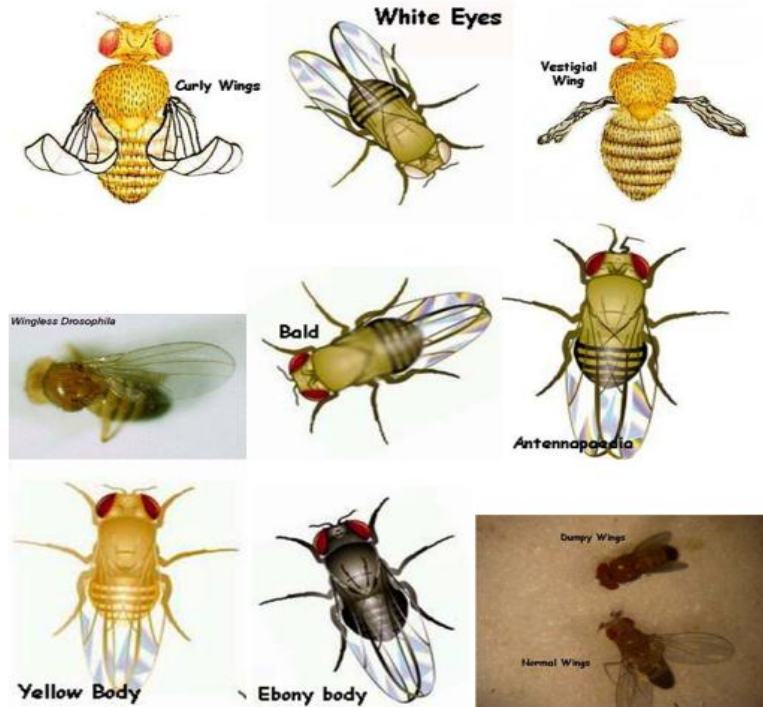 White Eyes
Curly Wings
Vestigial
Wing
Wingless Drosophila
Bald
Antennapaedia
Yellow Body
Ebony body
Dumpy Wings
Normal Wings